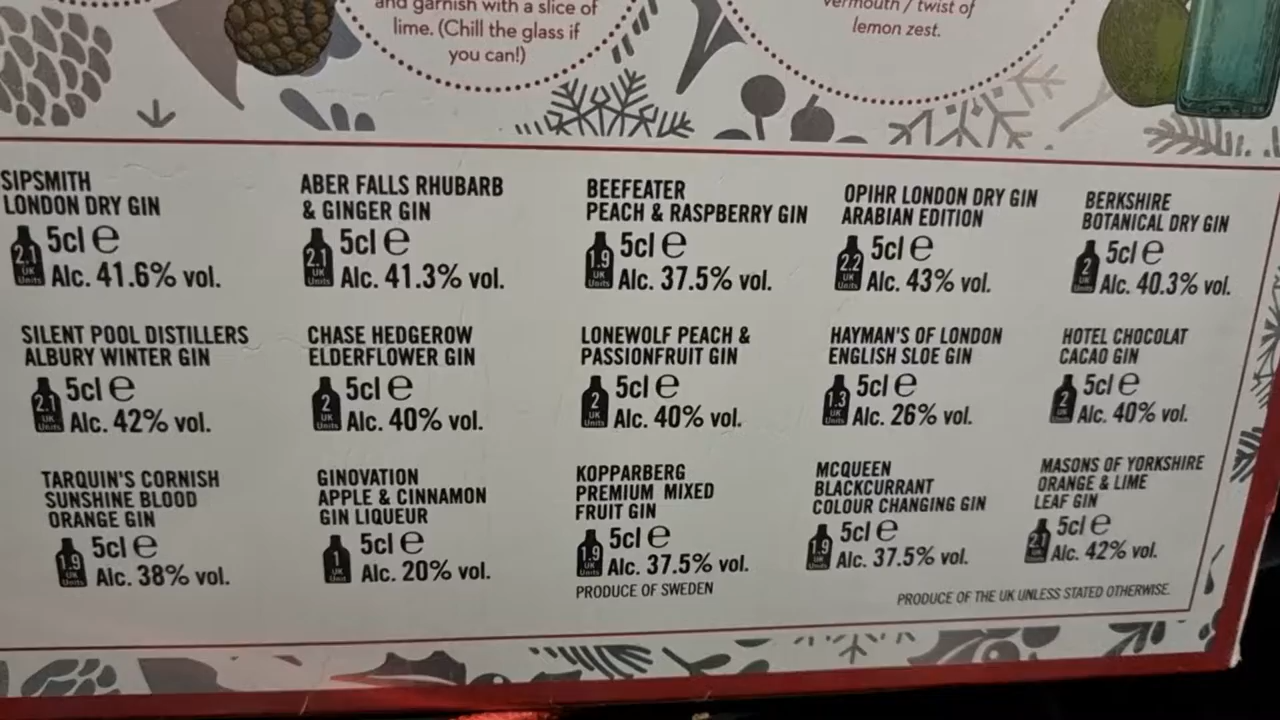 and garnish with a slice of
lime. (Chill the glass if
you can!)
vermouth / twist of
lemon zest.
SIPSMITH
LONDON DRY GIN
2.1
UK
Units
5cl e
Alc. 41.6% vol.
ABER FALLS RHUBARB
& GINGER GIN
2.1
UK
Units
5cl e
Alc. 41.3% vol.
BEEFEATER
PEACH & RASPBERRY GIN
1.9
UK
Units
5cl e
Alc. 37.5% vol.
OPIHR LONDON DRY GIN
ARABIAN EDITION
2.2
UK
Units
5cl e
Alc. 43% vol.
BERKSHIRE
BOTANICAL DRY GIN
2
UK
Units
5cl e
Alc. 40.3% vol.
SILENT POOL DISTILLERS
ALBURY WINTER GIN
2.1
UK
Units
5cl e
Alc. 42% vol.
CHASE HEDGEROW
ELDERFLOWER GIN
2
UK
Units
5cl e
Alc. 40% vol.
LONEWOLF PEACH &
PASSIONFRUIT GIN
2
UK
Units
5cl e
Alc. 40% vol.
HAYMAN'S OF LONDON
ENGLISH SLOE GIN
1.3
UK
Units
5cl e
Alc. 26% vol.
HOTEL CHOCOLAT
CACAO GIN
2
UK
Units
5cl e
Alc. 40% vol.
TARQUIN'S CORNISH
SUNSHINE BLOOD
ORANGE GIN
1.9
UK
Units
5cl e
Alc. 38% vol.
GINOVATION
APPLE & CINNAMON
GIN LIQUEUR
1
UK
Unit
5cl e
Alc. 20% vol.
KOPPARBERG
PREMIUM MIXED
FRUIT GIN
1.9
UK
Units
5cl e
Alc. 37.5% vol.
PRODUCE OF SWEDEN
MCQUEEN
BLACKCURRANT
COLOUR CHANGING GIN
1.9
UK
Units
5cl e
Alc. 37.5% vol.
MASONS OF YORKSHIRE
ORANGE & LIME
LEAF GIN
2.1
UK
Units
5cl e
Alc. 42% vol.
PRODUCE OF THE UK UNLESS STATED OTHERWISE.